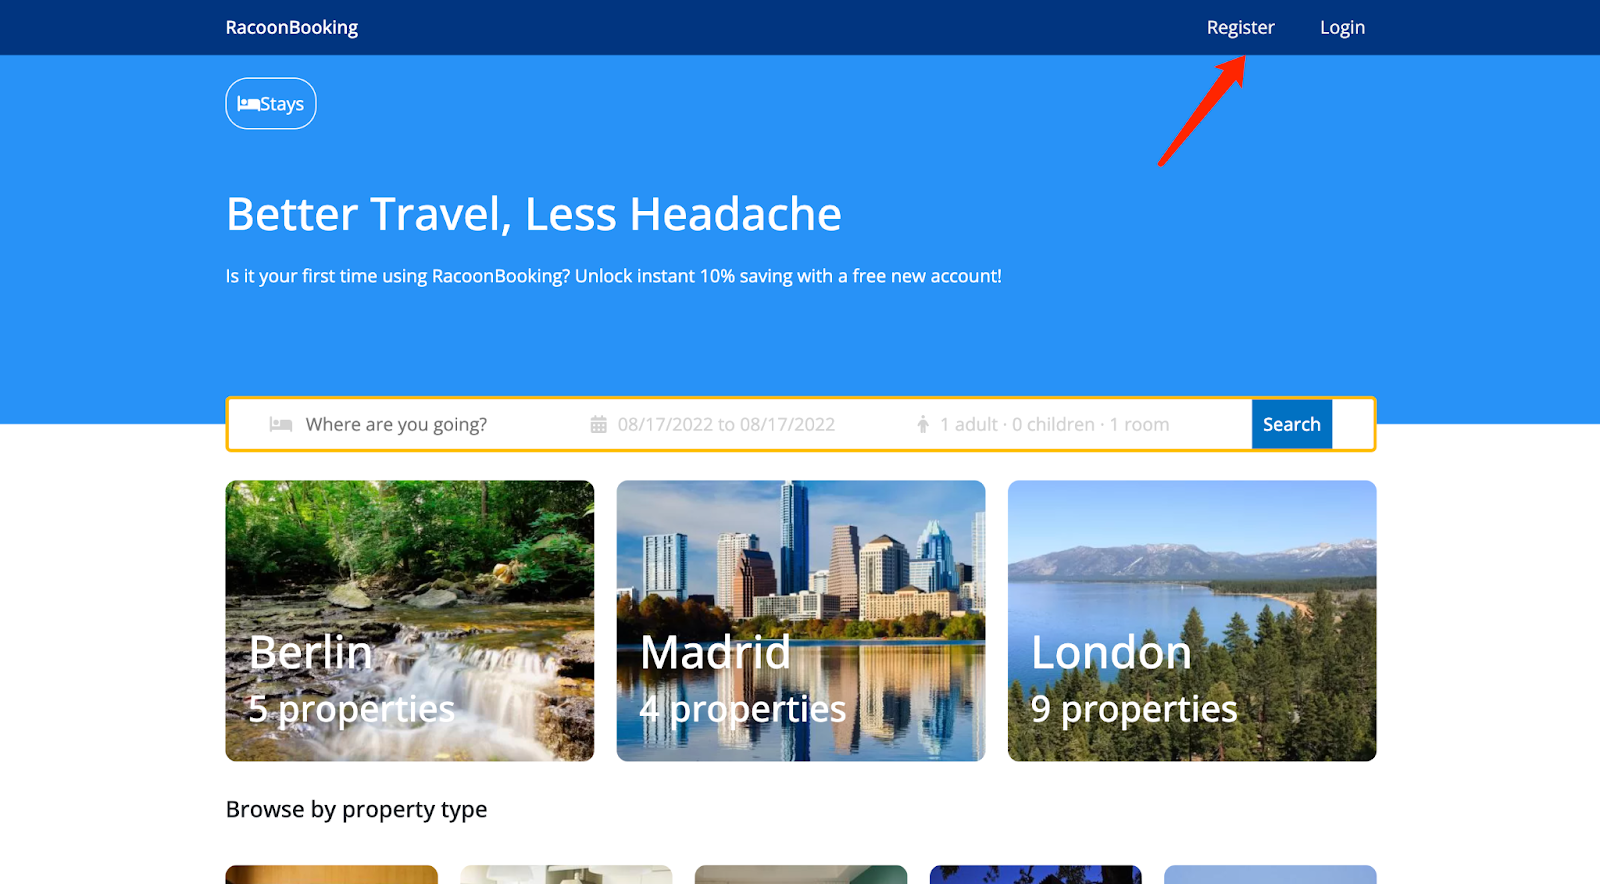 RacoonBooking Register Login
Stays
Better Travel, Less Headache
Is it your first time using RacoonBooking? Unlock instant 10% saving with a free new account!
Where are you going? 08/17/2022 to 08/17/2022 1 adult · 0 children · 1 room Search
Berlin
5 properties
Madrid
4 properties
London
9 properties
Browse by property type